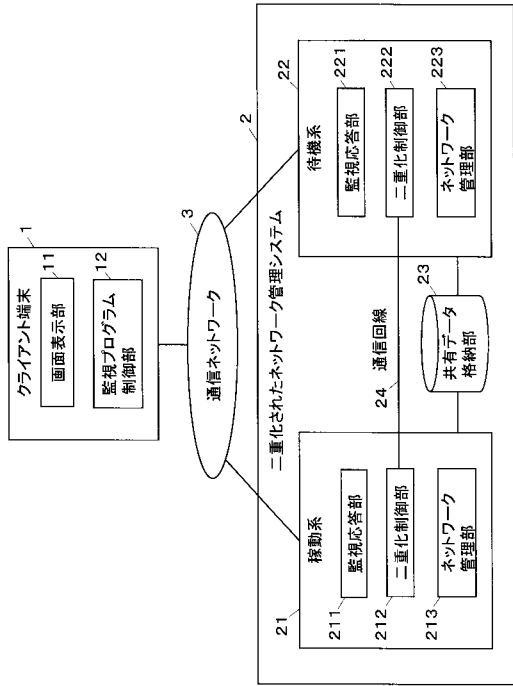 1
クライアント端末
11
画面表示部
12
監視プログラム
制御部
3
通信ネットワーク
2
二重化されたネットワーク管理システム
21
稼動系
211
監視応答部
212
二重化制御部
213
ネットワーク
管理部
通信回線
24
23
共有データ
格納部
22
待機系
221
監視応答部
222
二重化制御部
223
ネットワーク
管理部